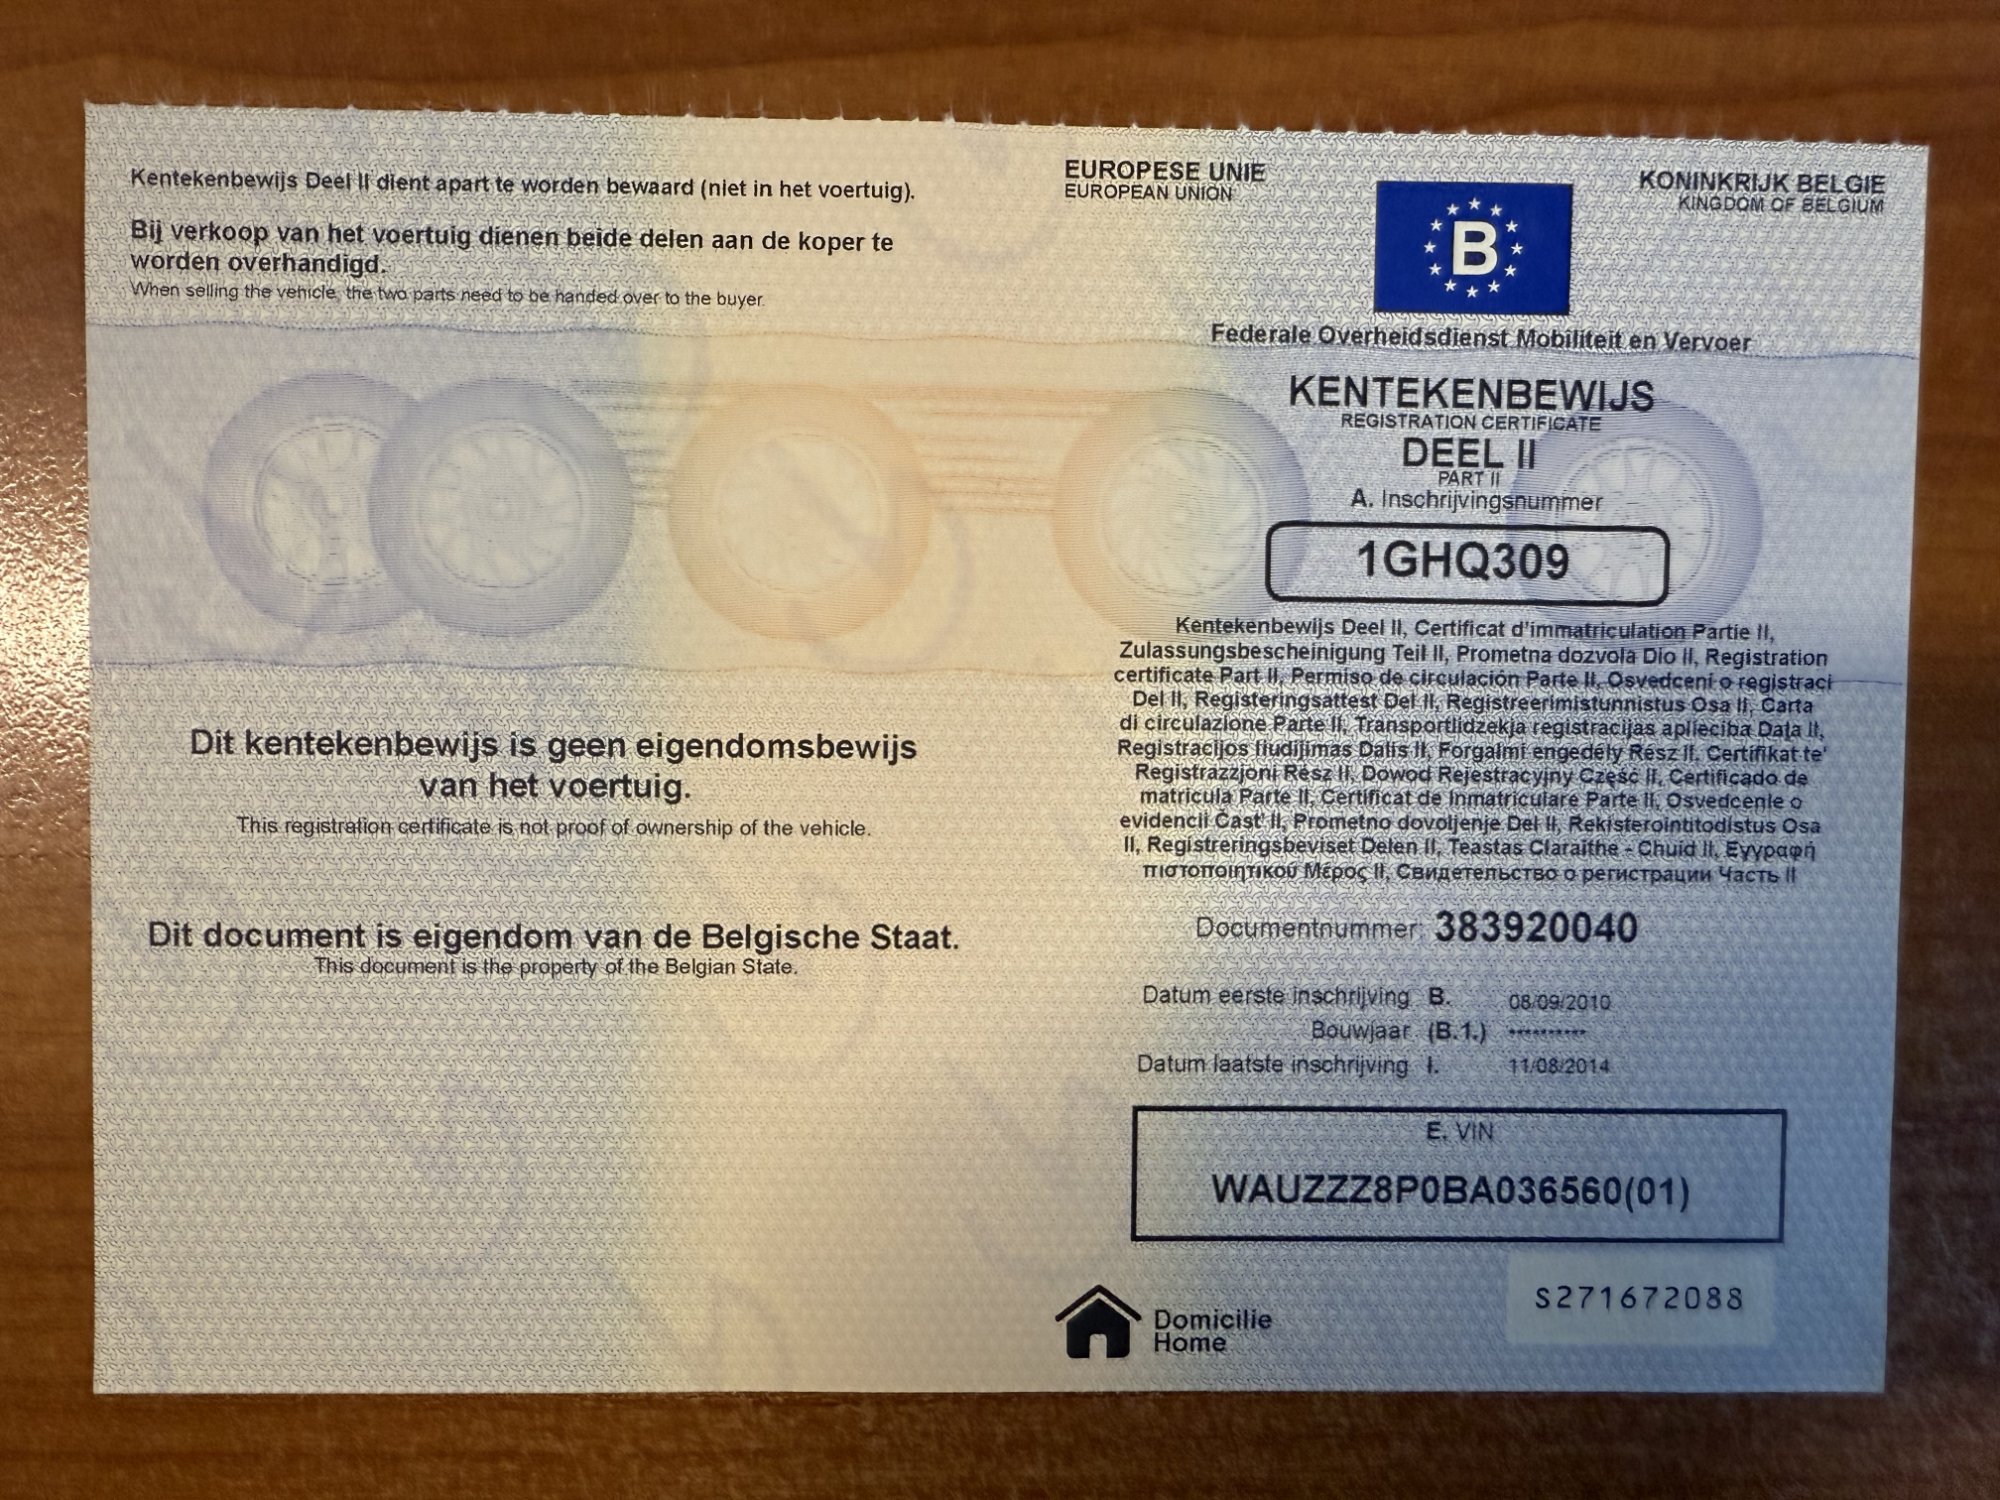 Kentekenbewijs Deel II dient apart te worden bewaard (niet in het voertuig).
Bij verkoop van het voertuig dienen beide delen aan de koper te
worden overhandigd.
When selling the vehicle, the two parts need to be handed over to the buyer.
Dit kentekenbewijs is geen eigendomsbewijs
van het voertuig.
This registration certificate is not proof of ownership of the vehicle.
Dit document is eigendom van de Belgische Staat.
This document is the property of the Belgian State.
EUROPESE UNIE
EUROPEAN UNION
B
KONINKRIJK BELGIE
KINGDOM OF BELGIUM
Federale Overheidsdienst Mobiliteit en Vervoer
KENTEKENBEWIJS
REGISTRATION CERTIFICATE
DEEL II
PART II
A. Inschrijvingsnummer
1GHQ309
Kentekenbewijs Deel II, Certificat d'immatriculation Partie II,
Zulassungsbescheinigung Teil II, Prometna dozvola Dio II, Registration
certificate Part II, Permiso de circulación Parte II, Osvedceni o registraci
Del II, Registeringsattest Del II, Registreerimistunnistus Osa II, Carta
di circulazione Parte II, Transportlidzekja registracijas aplieciba Data II,
Registracijos liudijimas Dalis II, Forgalmi engedély Rész II, Certifikat te'
Registrazzjoni Rész II, Dowod Rejestracyjny Część II, Certificado de
matricula Parte II, Certificat de Inmatriculare Parte II, Osvedcenie o
evidencii Cast' II, Prometno dovoljenje Del II, Rekisterointitodistus Osa
II, Registreringsbeviset Delen II, Teastas Claraithe - Chuid II, Εγγραφή
πιστοποιητικού Μέρος II, Свидетельство о регистрации Часть II
Documentnummer: 383920040
Datum eerste inschrijving B. 08/09/2010
Bouwjaar (B.1.) **********
Datum laatste inschrijving I. 11/08/2014
E. VIN
WAUZZZ8P0BA036560(01)
S271672088
Domicilie
Home